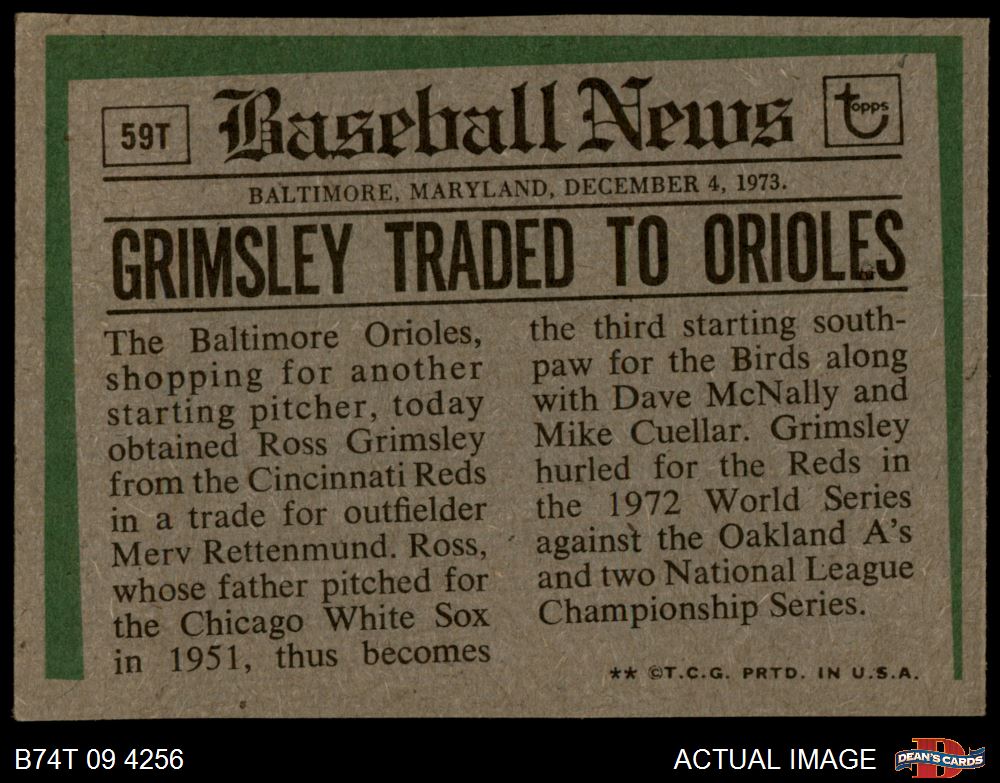 59T
Baseball News
Topps
BALTIMORE, MARYLAND, DECEMBER 4, 1973.
GRIMSLEY TRADED TO ORIOLES
The Baltimore Orioles,
shopping for another
starting pitcher, today
obtained Ross Grimsley
from the Cincinnati Reds
in a trade for outfielder
Merv Rettenmund. Ross,
whose father pitched for
the Chicago White Sox
in 1951, thus becomes
the third starting south-
paw for the Birds along
with Dave McNally and
Mike Cuellar. Grimsley
hurled for the Reds in
the 1972 World Series
against the Oakland A's
and two National League
Championship Series.
** ©T.C.G. PRTD. IN U.S.A.
B74T 09 4256
ACTUAL IMAGE
DEAN'S CARDS